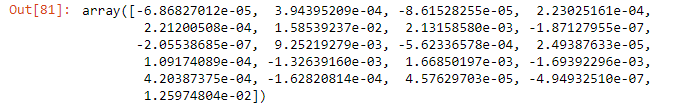 Out[81]: array([-6.86827012e-05, 3.94395209e-04, -8.61528255e-05, 2.23025161e-04,
2.21200508e-04, 1.58539237e-02, 2.13158580e-03, -1.87127955e-07,
-2.05538685e-07, 9.25219279e-03, -5.62336578e-04, 2.49387633e-05,
1.09174089e-04, -1.32639160e-03, 1.66850197e-03, -1.69392296e-03,
4.20387375e-04, -1.62820814e-04, 4.57629703e-05, -4.94932510e-07,
1.25974804e-02])